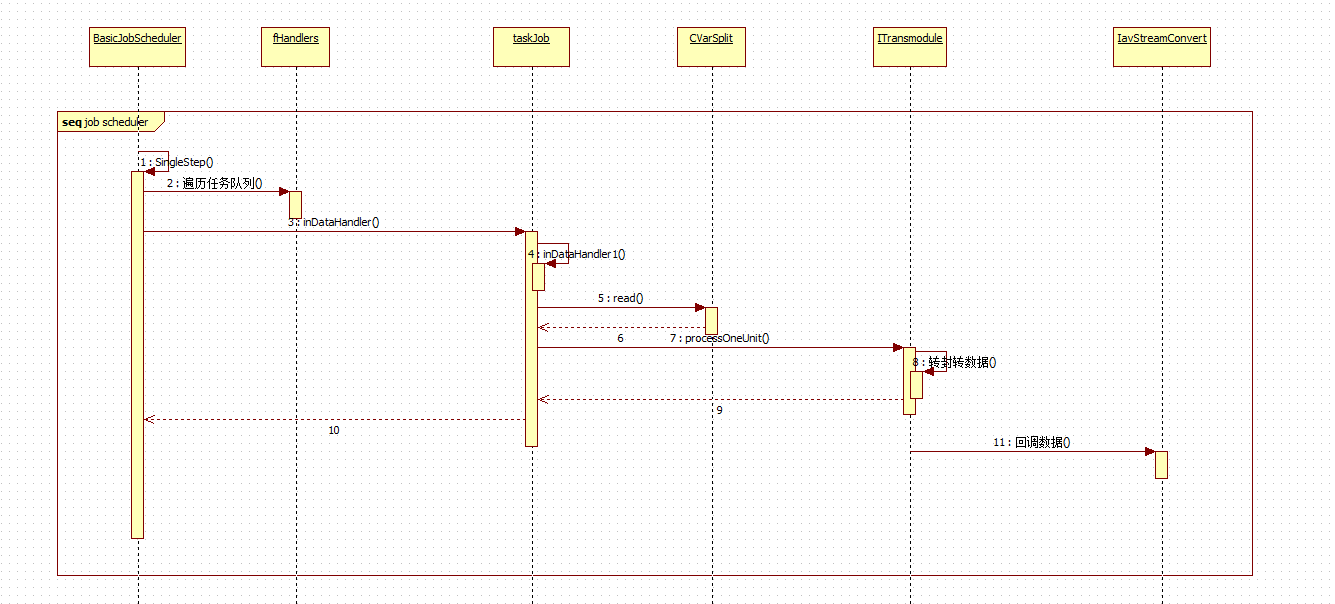 BasicJobScheduler
fHandlers
taskJob
CVarSplit
ITransmodule
IavStreamConvert
seq job scheduler
1 : SingleStep()
2 : 遍历任务队列()
3 : inDataHandler()
4 : inDataHandler1()
5 : read()
6
7 : processOneUnit()
8 : 转封转数据()
9
10
11 : 回调数据()